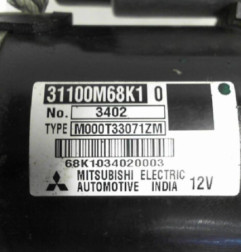 31100M68K1 0
No. 3402
TYPE M000T33071ZM
68K1034020003
MITSUBISHI ELECTRIC
AUTOMOTIVE INDIA 12V